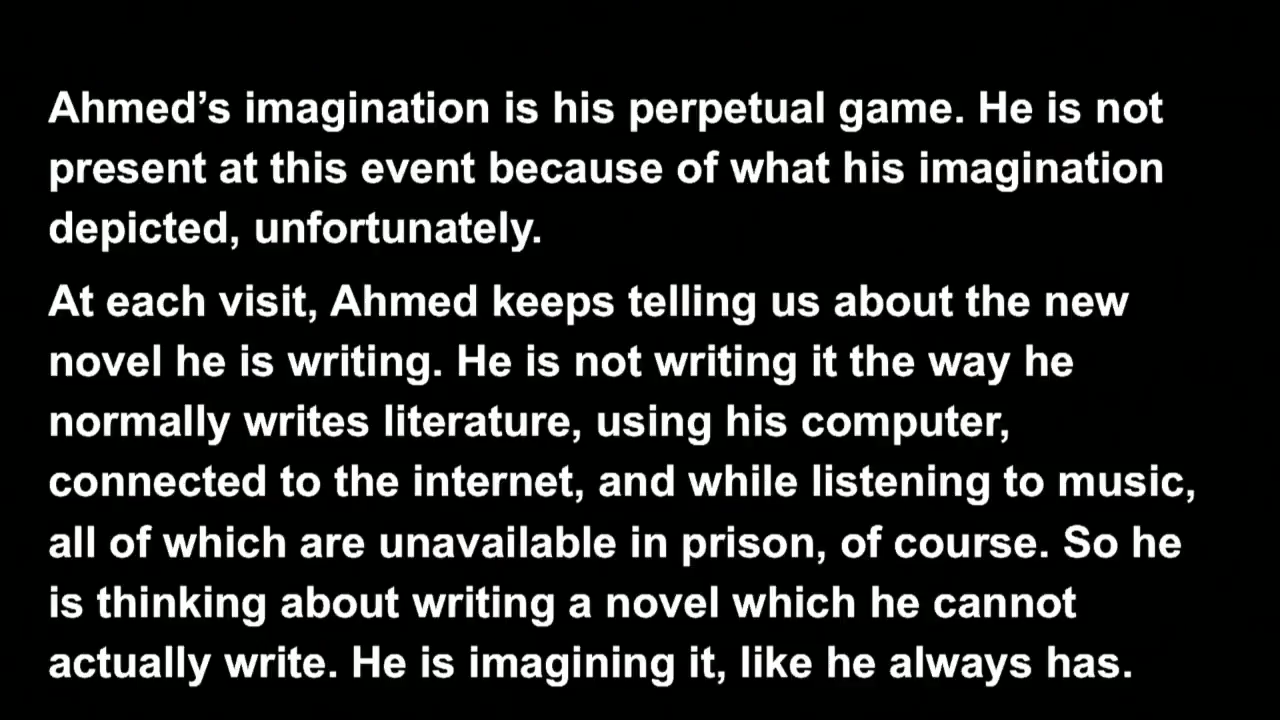 Ahmed’s imagination is his perpetual game. He is not
present at this event because of what his imagination
depicted, unfortunately.
At each visit, Ahmed keeps telling us about the new
novel he is writing. He is not writing it the way he
normally writes literature, using his computer,
connected to the internet, and while listening to music,
all of which are unavailable in prison, of course. So he
is thinking about writing a novel which he cannot
actually write. He is imagining it, like he always has.